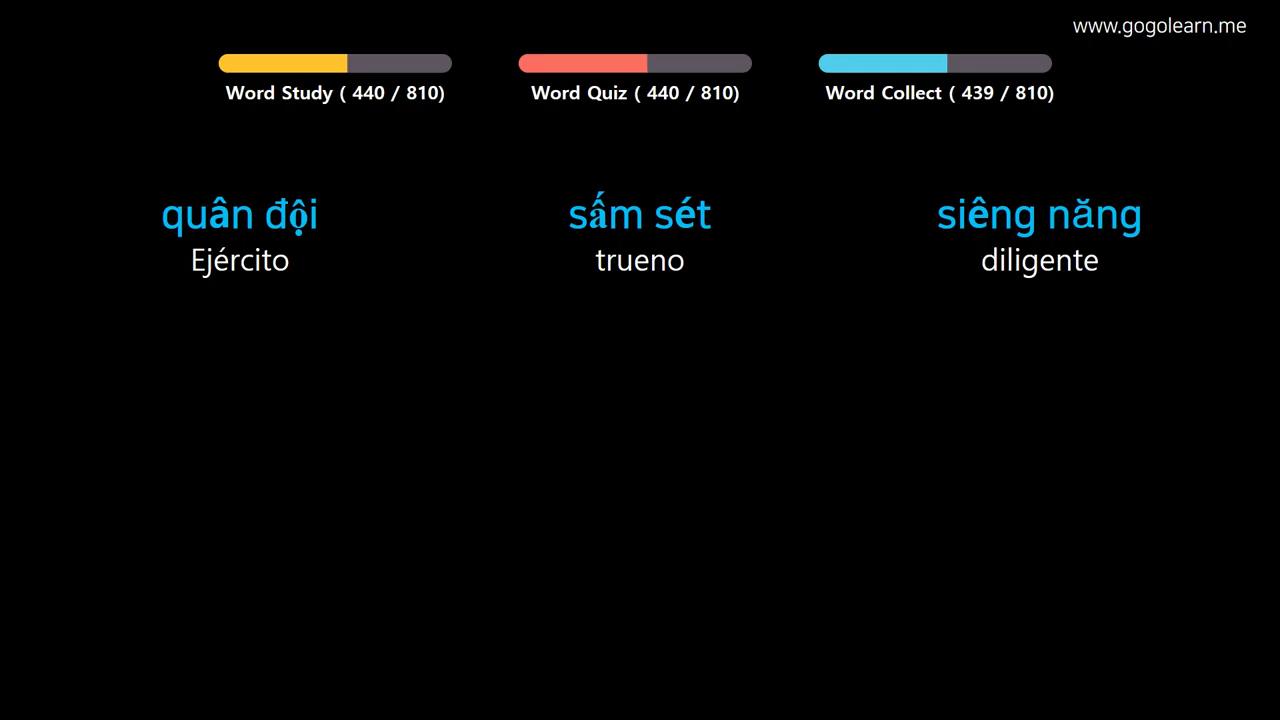 www.gogolearn.me
Word Study ( 440 / 810)
Word Quiz ( 440 / 810)
Word Collect ( 439 / 810)
quân đội
Ejército
sấm sét
trueno
siêng năng
diligente